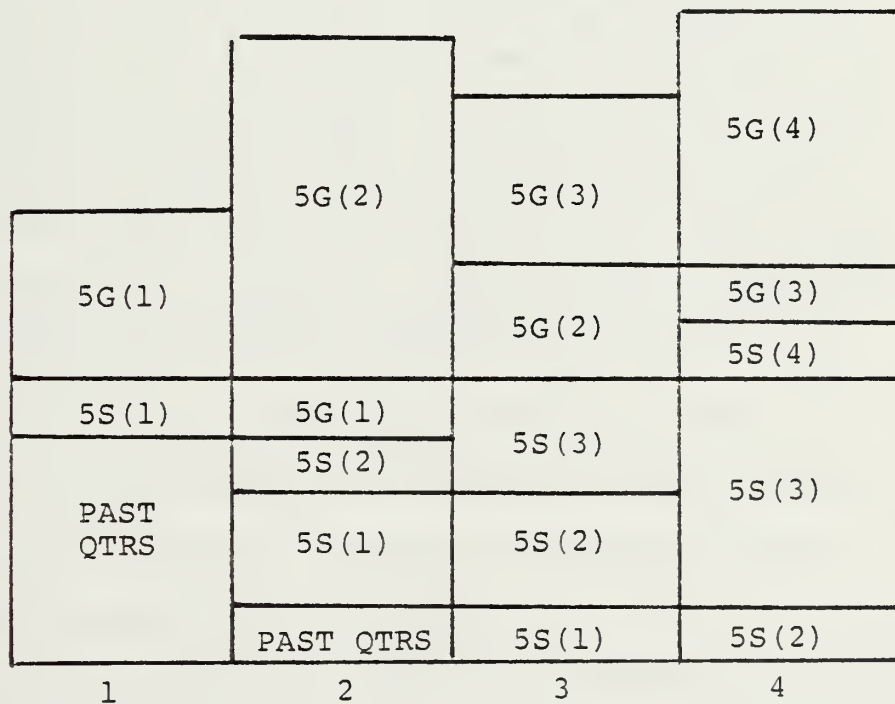 5G(1)
5S(1)
PAST
QTRS
1
5G(2)
5G(1)
5S(2)
5S(1)
PAST QTRS
2
5G(3)
5G(2)
5S(3)
5S(2)
5S(1)
3
5G(4)
5G(3)
5S(4)
5S(3)
5S(2)
4